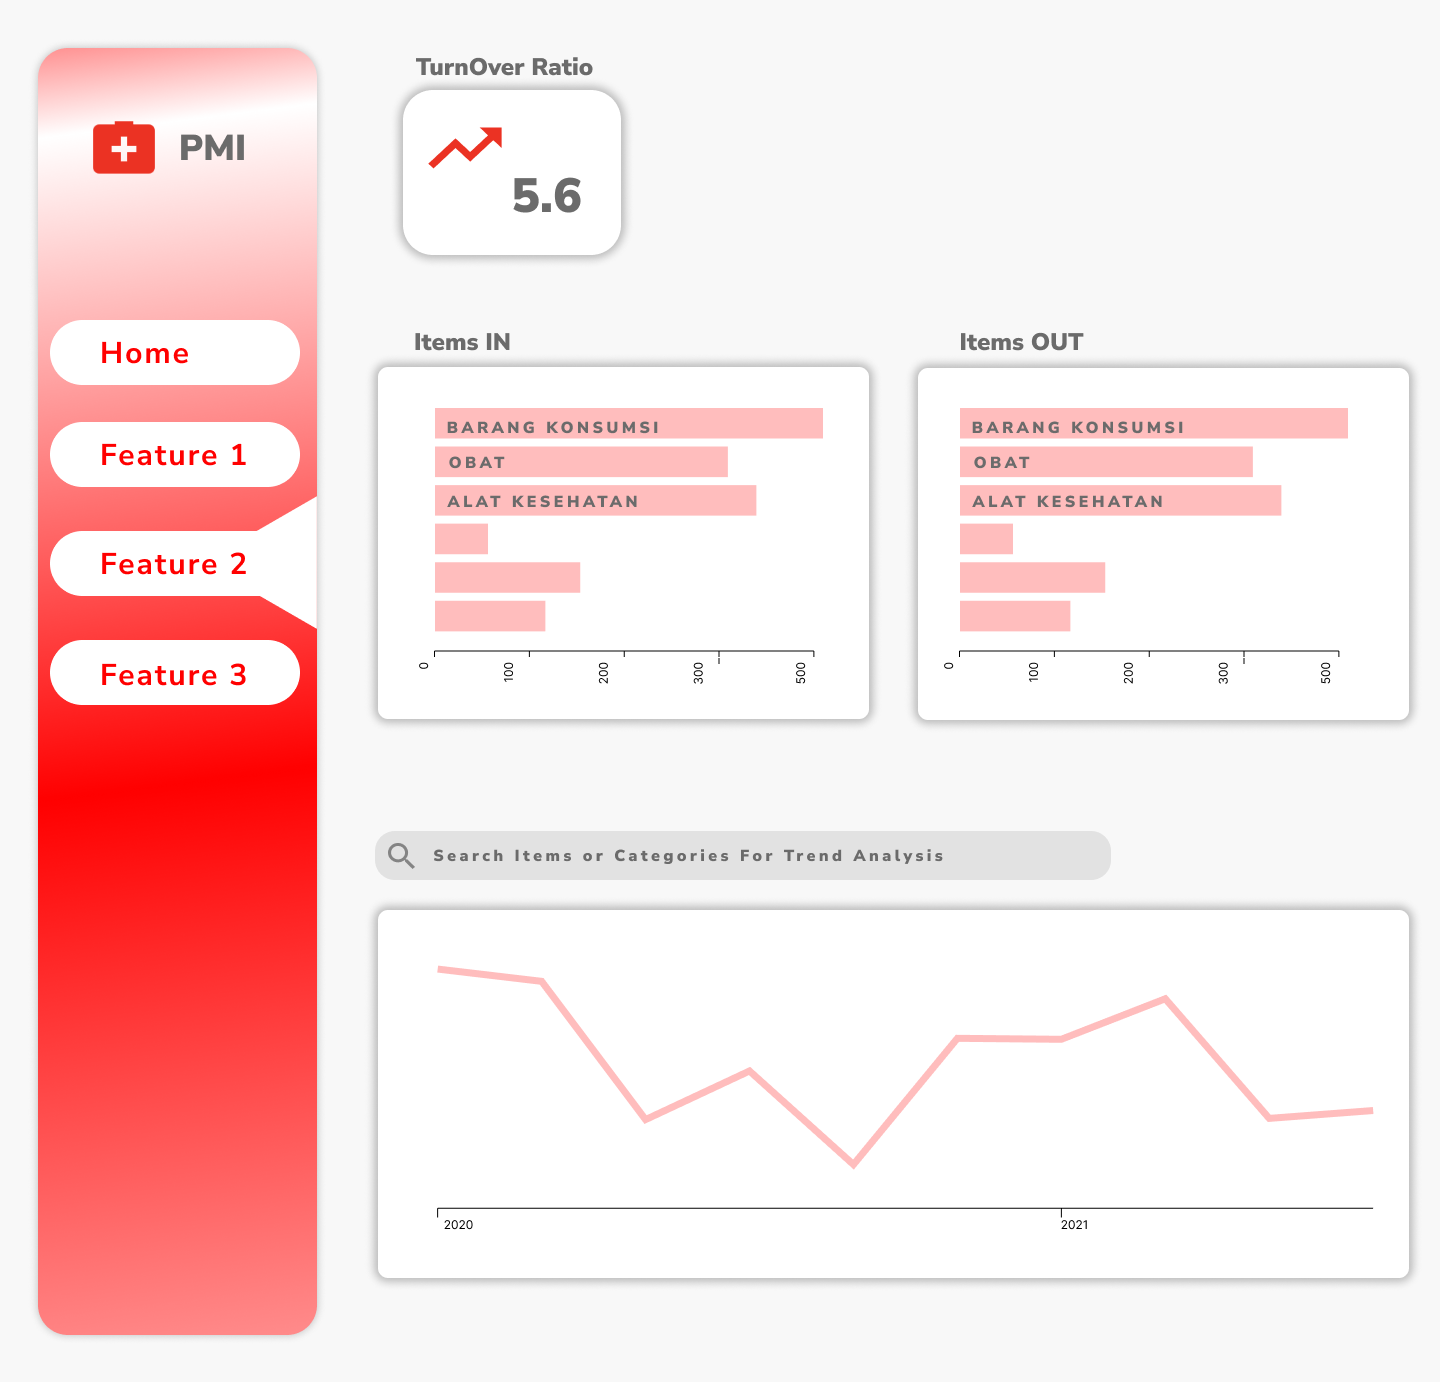 PMI
Home
Feature 1
Feature 2
Feature 3
TurnOver Ratio
5.6
Items IN
BARANG KONSUMSI
OBAT
ALAT KESEHATAN
0 100 200 300 500
Items OUT
BARANG KONSUMSI
OBAT
ALAT KESEHATAN
0 100 200 300 500
Search Items or Categories For Trend Analysis
2020 2021